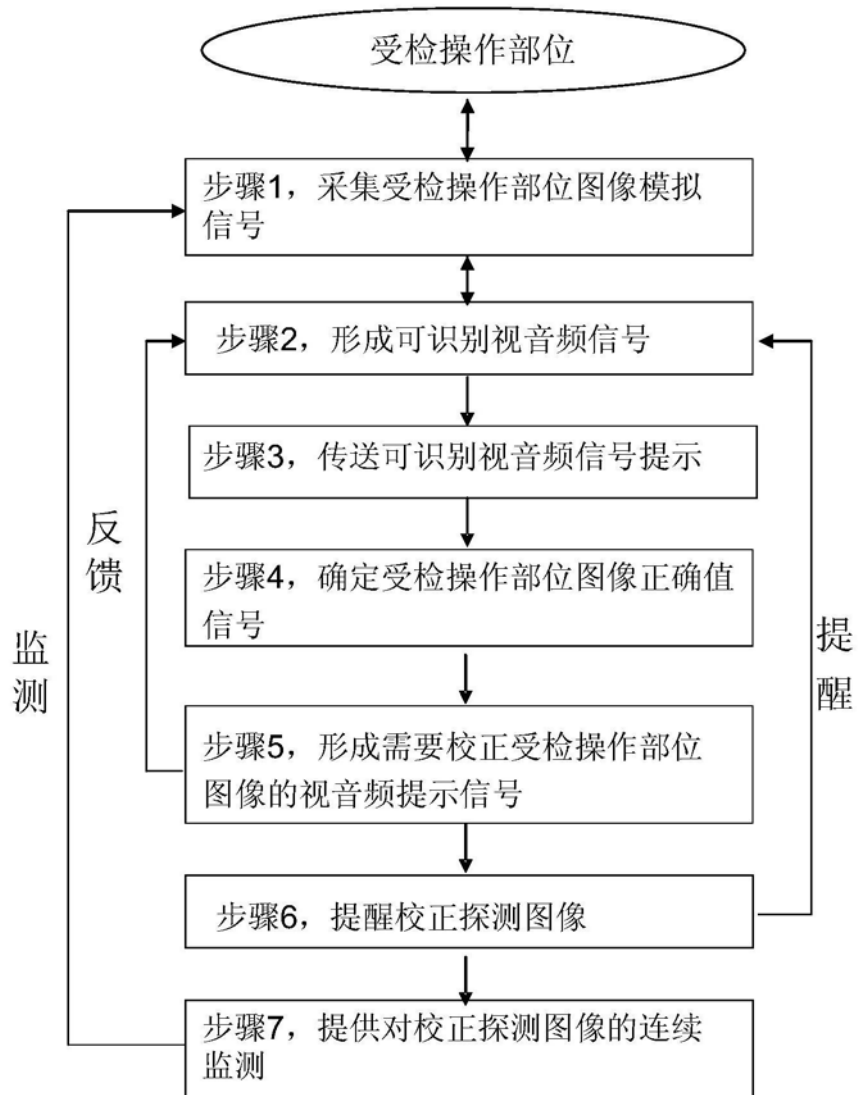 受检操作部位
步骤1，采集受检操作部位图像模拟
信号
步骤2，形成可识别视音频信号
步骤3，传送可识别视音频信号提示
步骤4，确定受检操作部位图像正确值
信号
步骤5，形成需要校正受检操作部位
图像的视音频提示信号
步骤6，提醒校正探测图像
步骤7，提供对校正探测图像的连续
监测
反馈
监测
提醒